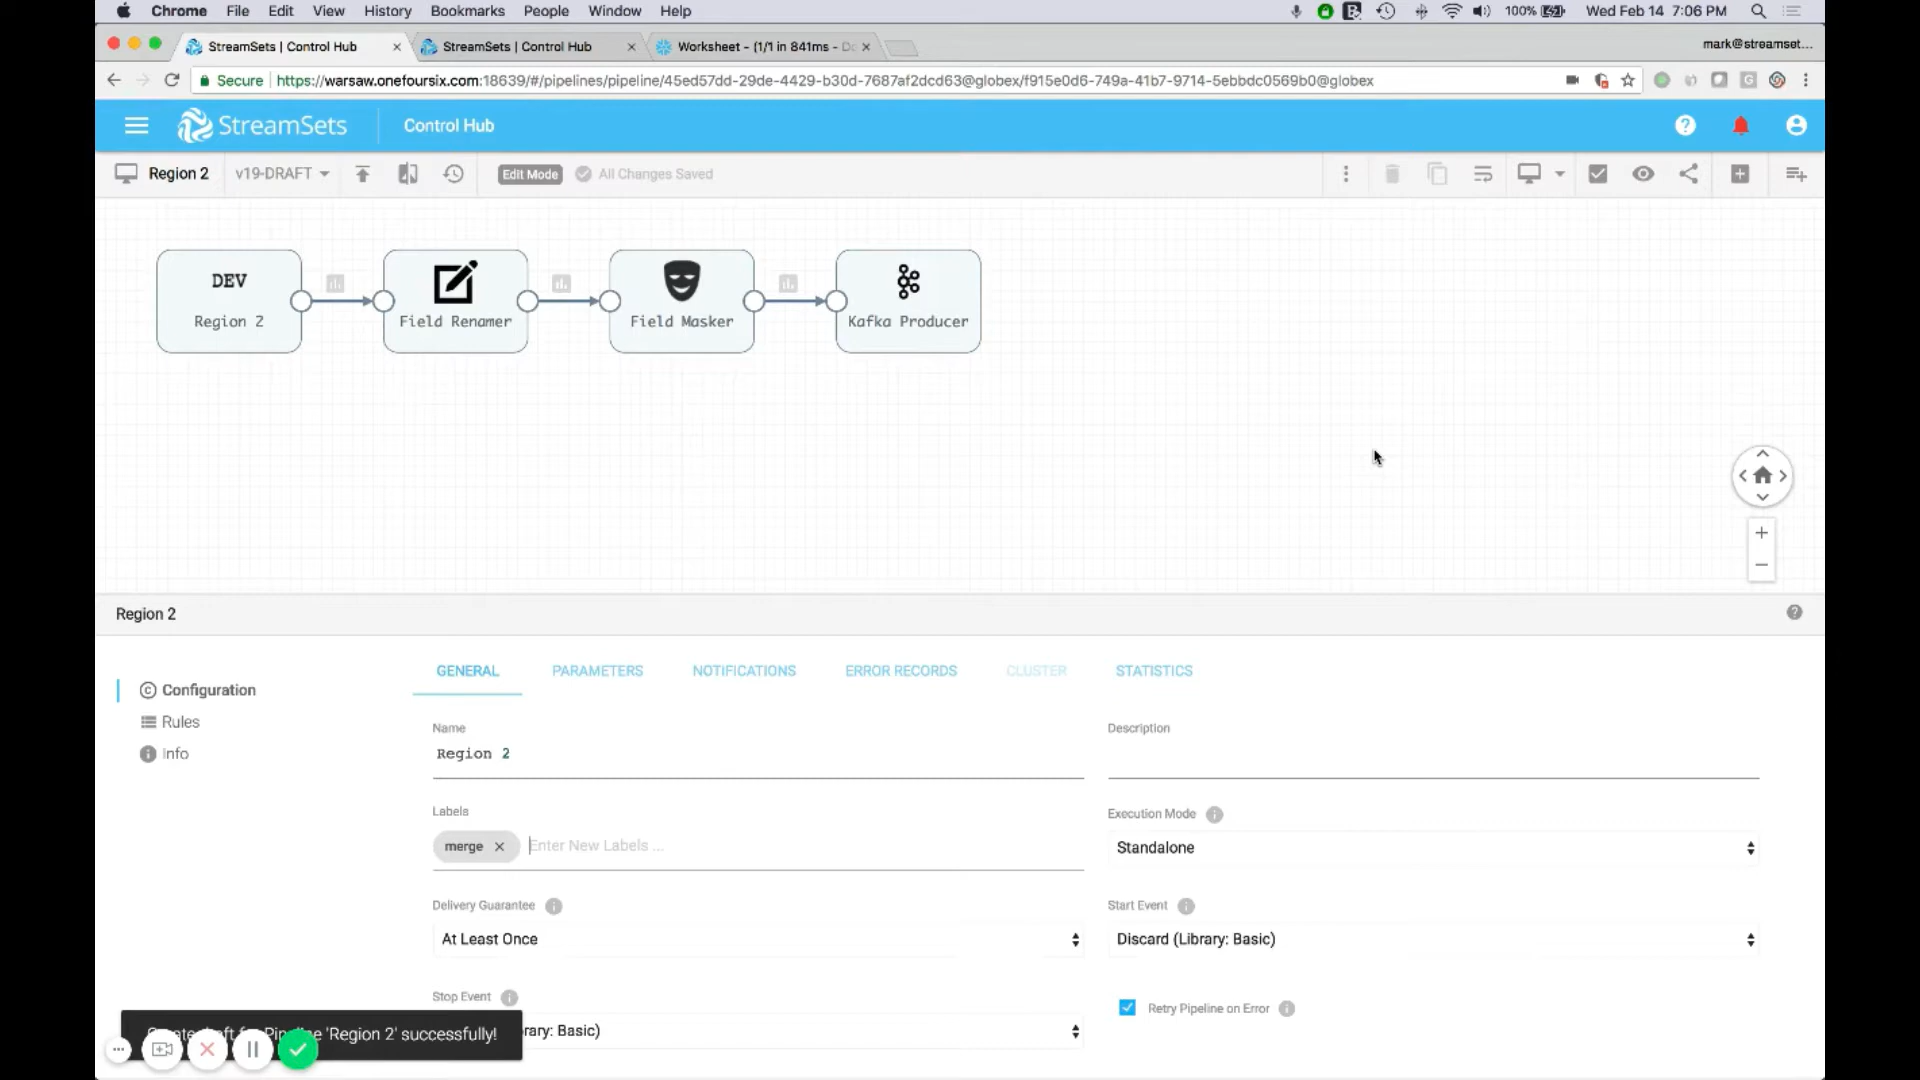 Chrome File Edit View History Bookmarks People Window Help 100% Wed Feb 14 7:06 PM
StreamSets | Control Hub StreamSets | Control Hub Worksheet - (1/1 in 841ms - mark@streamset...
Secure https://warsaw.onefoursix.com:18639/#/pipelines/pipeline/45ed57dd-29de-4429-b30d-7687af2dcd63@globex/f915e0d6-749a-41b7-9714-5ebbdc0569b0@globex
StreamSets Control Hub
Region 2 v19-DRAFT Edit Mode All Changes Saved
DEV
Region 2 Field Renamer Field Masker Kafka Producer
Region 2
Configuration
Rules
Info
GENERAL PARAMETERS NOTIFICATIONS ERROR RECORDS CLUSTER STATISTICS
Name Description
Region 2
Labels Execution Mode
merge Enter New Labels ... Standalone
Delivery Guarantee Start Event
At Least Once Discard (Library: Basic)
Stop Event Retry Pipeline on Error
Basic)
'Region 2' successfully!